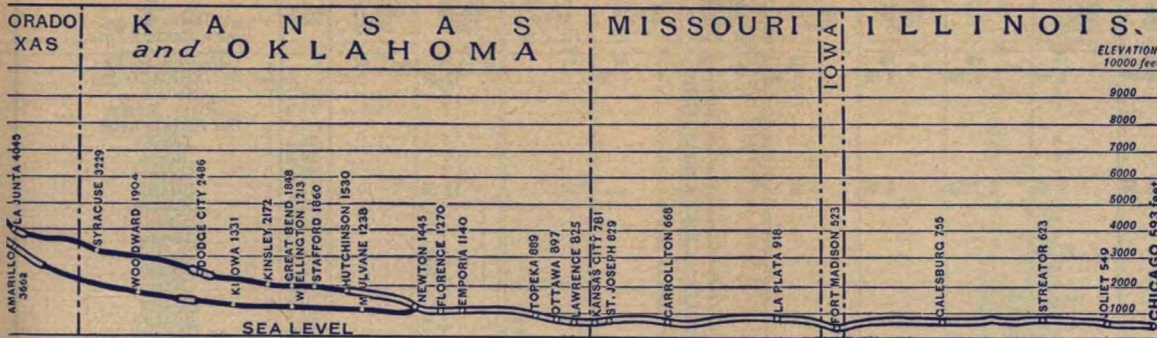 ORADO
XAS
KANSAS
and OKLAHOMA
MISSOURI
IOWA
ILLINOIS.
ELEVATION
10000 feet
9000
8000
7000
6000
5000
4000
3000
2000
1000
LA JUNTA 4045
AMARILLO
3662
SYRACUSE 3229
WOODWARD 1904
DODGE CITY 2486
KIOWA 1331
KINSLEY 2172
GREAT BEND 1848
WELLINGTON 1213
STAFFORD 1860
HUTCHINSON 1530
MULVANE 1238
NEWTON 1445
FLORENCE 1270
EMPORIA 1140
TOPEKA 889
OTTAWA 897
LAWRENCE 825
KANSAS CITY 781
ST. JOSEPH 829
CARROLLTON 668
LA PLATA 918
FORT MADISON 523
GALESBURG 755
STREATOR 623
JOLIET 549
CHICAGO 593 feet
SEA LEVEL